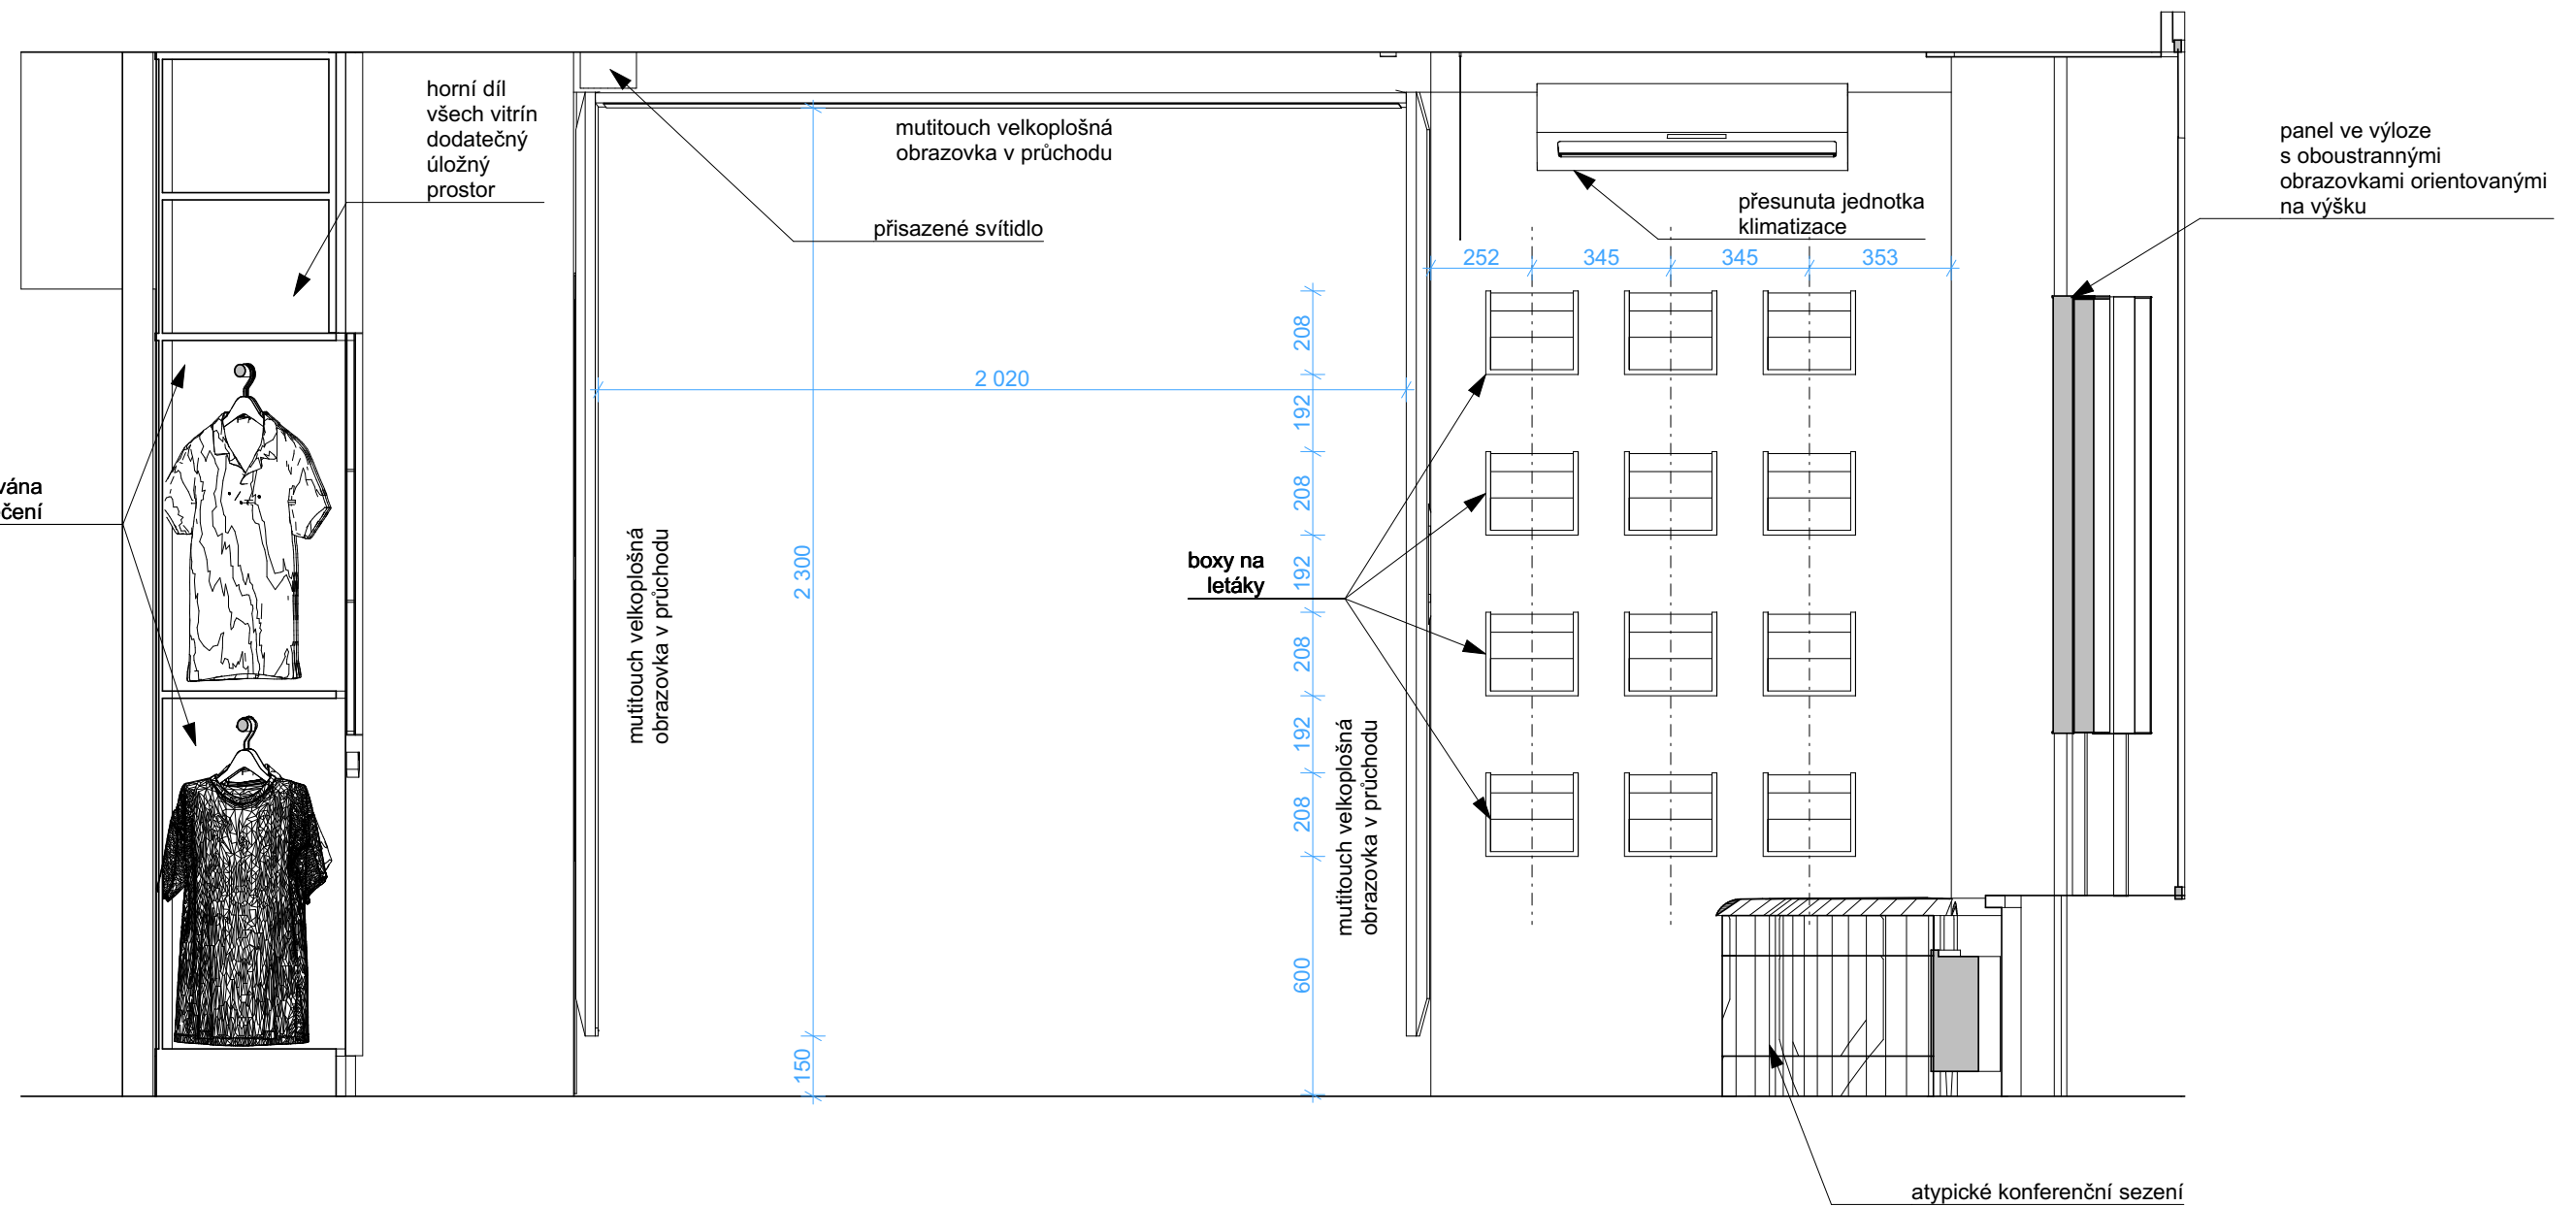 horní díl
všech vitrín
dodatečný
úložný
prostor
mutitouch velkoplošná
obrazovka v průchodu
přisazené svítidlo
přesunuta jednotka
klimatizace
panel ve výloze
s oboustrannými
obrazovkami orientovanými
na výšku
252
345
345
353
208
192
208
192
208
192
208
600
2 020
2 300
150
mutitouch velkoplošná
obrazovka v průchodu
boxy na
letáky
mutitouch velkoplošná
obrazovka v průchodu
atypické konferenční sezení